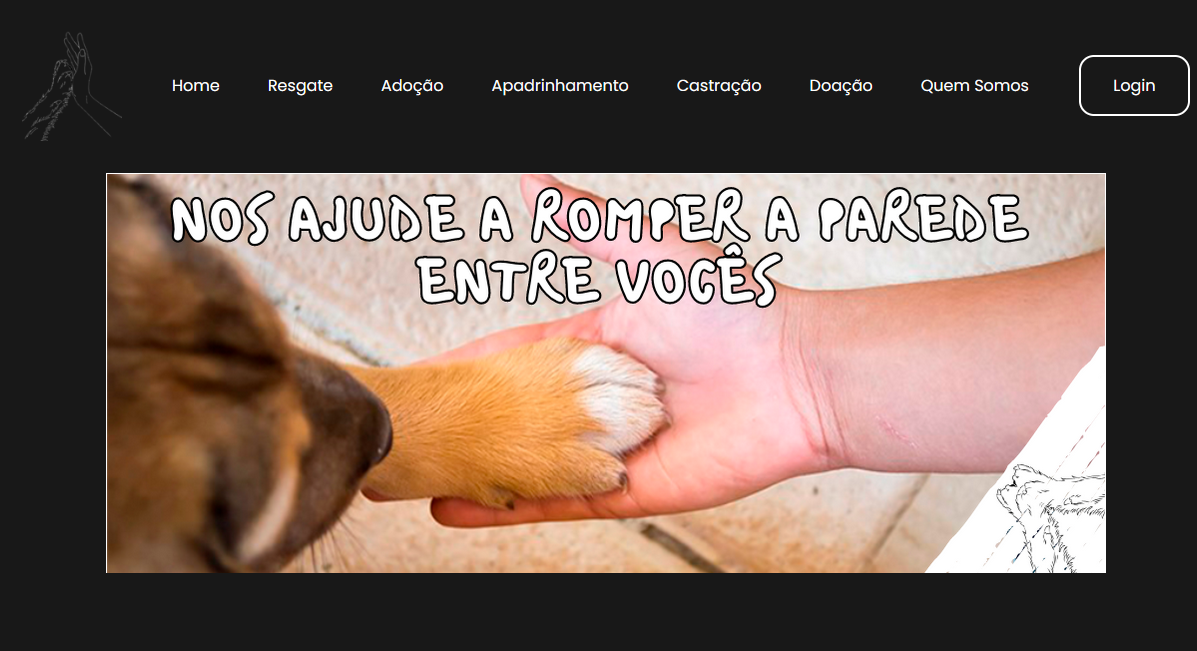 Home Resgate Adoção Apadrinhamento Castração Doação Quem Somos Login
NOS AJUDE A ROMPER A PAREDE
ENTRE VOCÊS